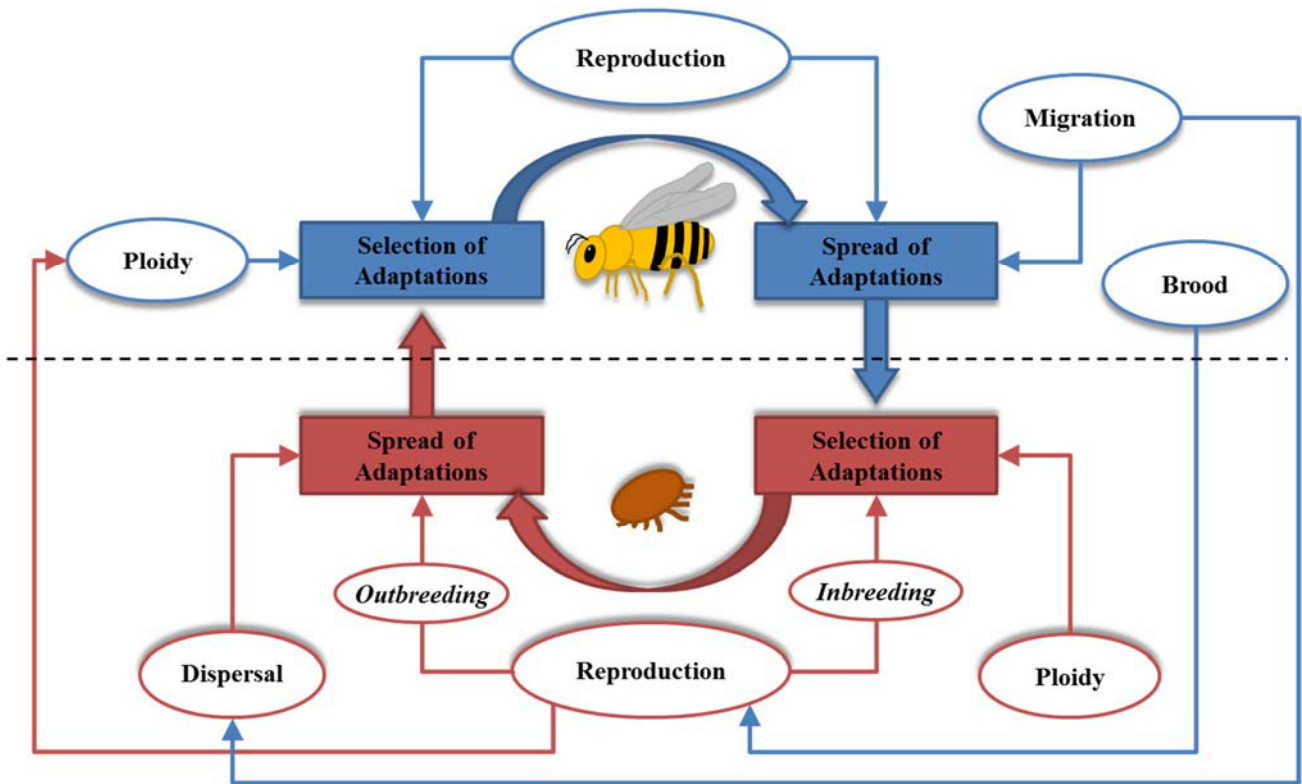 Reproduction
Migration
Ploidy
Selection of
Adaptations
Spread of
Adaptations
Brood
Spread of
Adaptations
Selection of
Adaptations
Outbreeding
Inbreeding
Dispersal
Reproduction
Ploidy